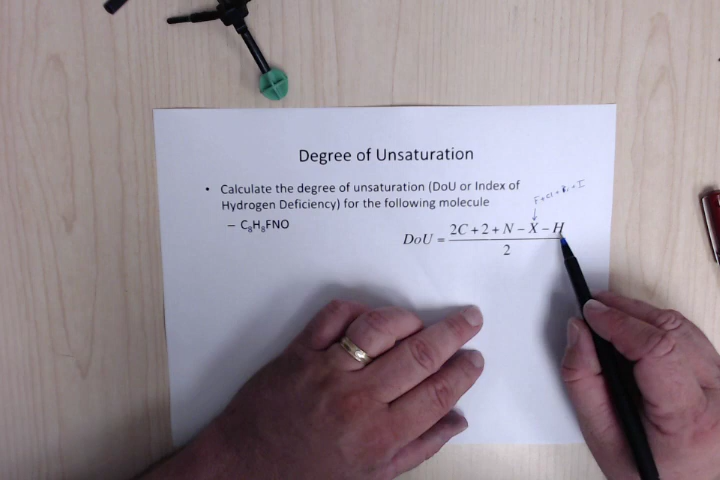 Degree of Unsaturation
• Calculate the degree of unsaturation (DoU or Index of
Hydrogen Deficiency) for the following molecule
F+Cl+Br+I
– C₈H₈FNO
DoU = (2C + 2 + N − X − H) / 2